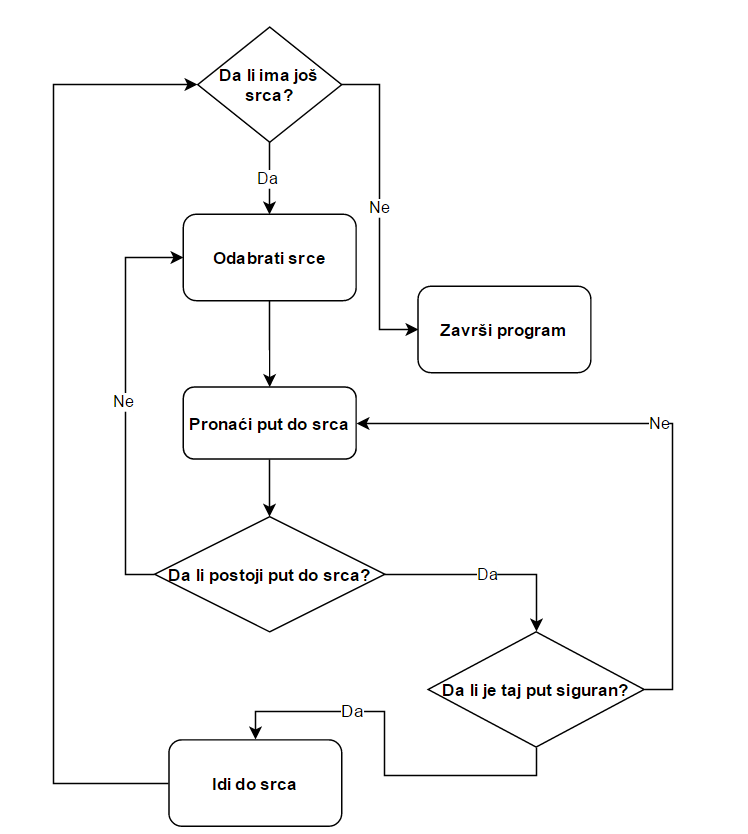 Da li ima još
srca?
Da
Ne
Odabrati srce
Završi program
Ne
Pronaći put do srca
Ne
Da li postoji put do srca?
Da
Da li je taj put siguran?
Da
Idi do srca